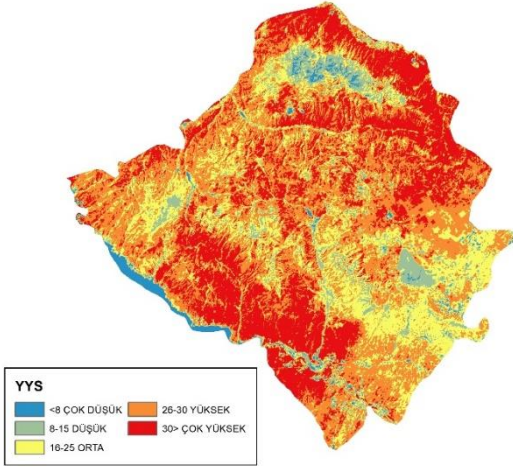 YYS
<8 ÇOK DÜŞÜK
8-15 DÜŞÜK
16-25 ORTA
26-30 YÜKSEK
30> ÇOK YÜKSEK